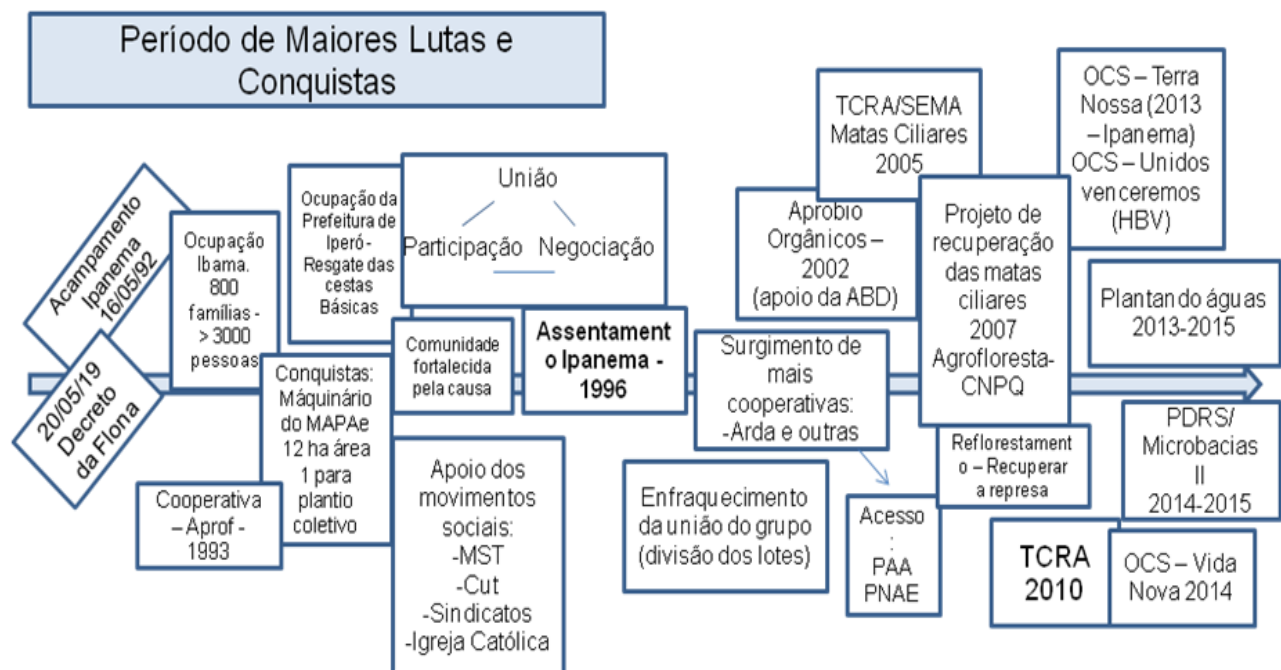 Período de Maiores Lutas e
Conquistas
Acampamento
Ipanema
16/05/92
20/05/19
Decreto
da Flona
Ocupação
Ibama.
800
famílias -
> 3000
pessoas
Cooperativa
– Aprof -
1993
Ocupação da
Prefeitura de
Iperó -
Resgate das
cestas
Básicas
Conquistas:
Máquinário
do MAPAe
12 ha área
1 para
plantio
coletivo
União
Participação
Negociação
Comunidade
fortalecida
pela causa
Apoio dos
movimentos
sociais:
-MST
-Cut
-Sindicatos
-Igreja Católica
Assentament
o Ipanema -
1996
Enfraquecimento
da união do grupo
(divisão dos lotes)
Surgimento de
mais
cooperativas:
-Arda e outras
Acesso
:
PAA
PNAE
Aprobio
Orgânicos –
2002
(apoio da ABD)
TCRA/SEMA
Matas Ciliares
2005
Projeto de
recuperação
das matas
ciliares
2007
Agrofloresta-
CNPQ
Reflorestament
o – Recuperar
a represa
TCRA
2010
OCS – Terra
Nossa (2013
– Ipanema)
OCS – Unidos
venceremos
(HBV)
Plantando águas
2013-2015
PDRS/
Microbacias
II
2014-2015
OCS – Vida
Nova 2014